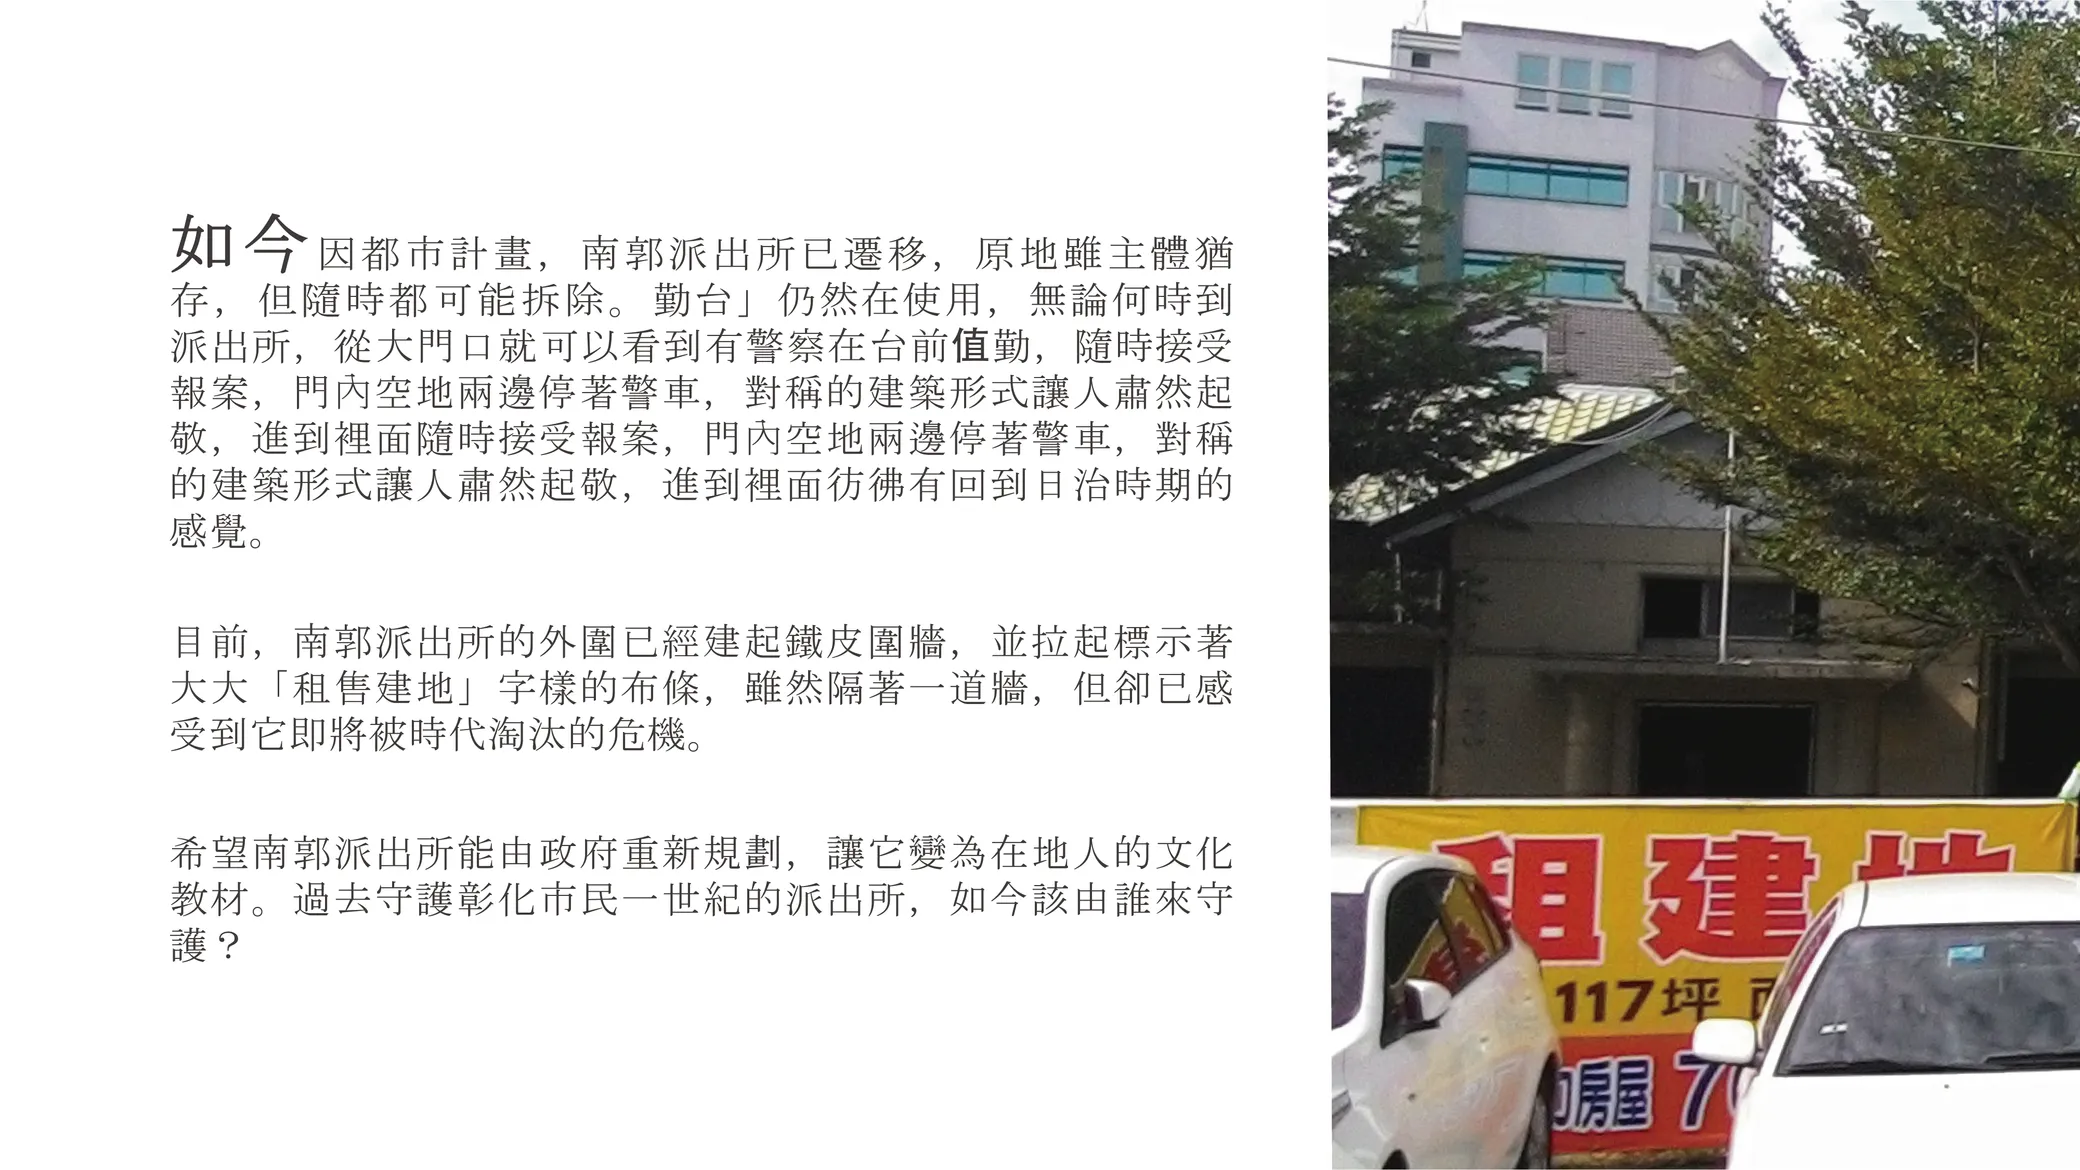 如今因都市計畫，南郭派出所已遷移，原地雖主體猶
存，但隨時都可能拆除。勤台」仍然在使用，無論何時到
派出所，從大門口就可以看到有警察在台前值勤，隨時接受
報案，門內空地兩邊停著警車，對稱的建築形式讓人肅然起
敬，進到裡面隨時接受報案，門內空地兩邊停著警車，對稱
的建築形式讓人肅然起敬，進到裡面彷彿有回到日治時期的
感覺。
目前，南郭派出所的外圍已經建起鐵皮圍牆，並拉起標示著
大大「租售建地」字樣的布條，雖然隔著一道牆，但卻已感
受到它即將被時代淘汰的危機。
希望南郭派出所能由政府重新規劃，讓它變為在地人的文化
教材。過去守護彰化市民一世紀的派出所，如今該由誰來守
護？
租建地
117坪
房屋 7